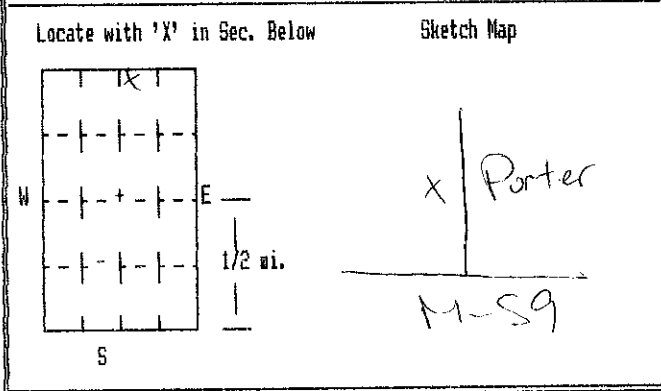 Locate with 'X' in Sec. Below
Sketch Map
X
W
E
1/2 mi.
S
X
Porter
M-59